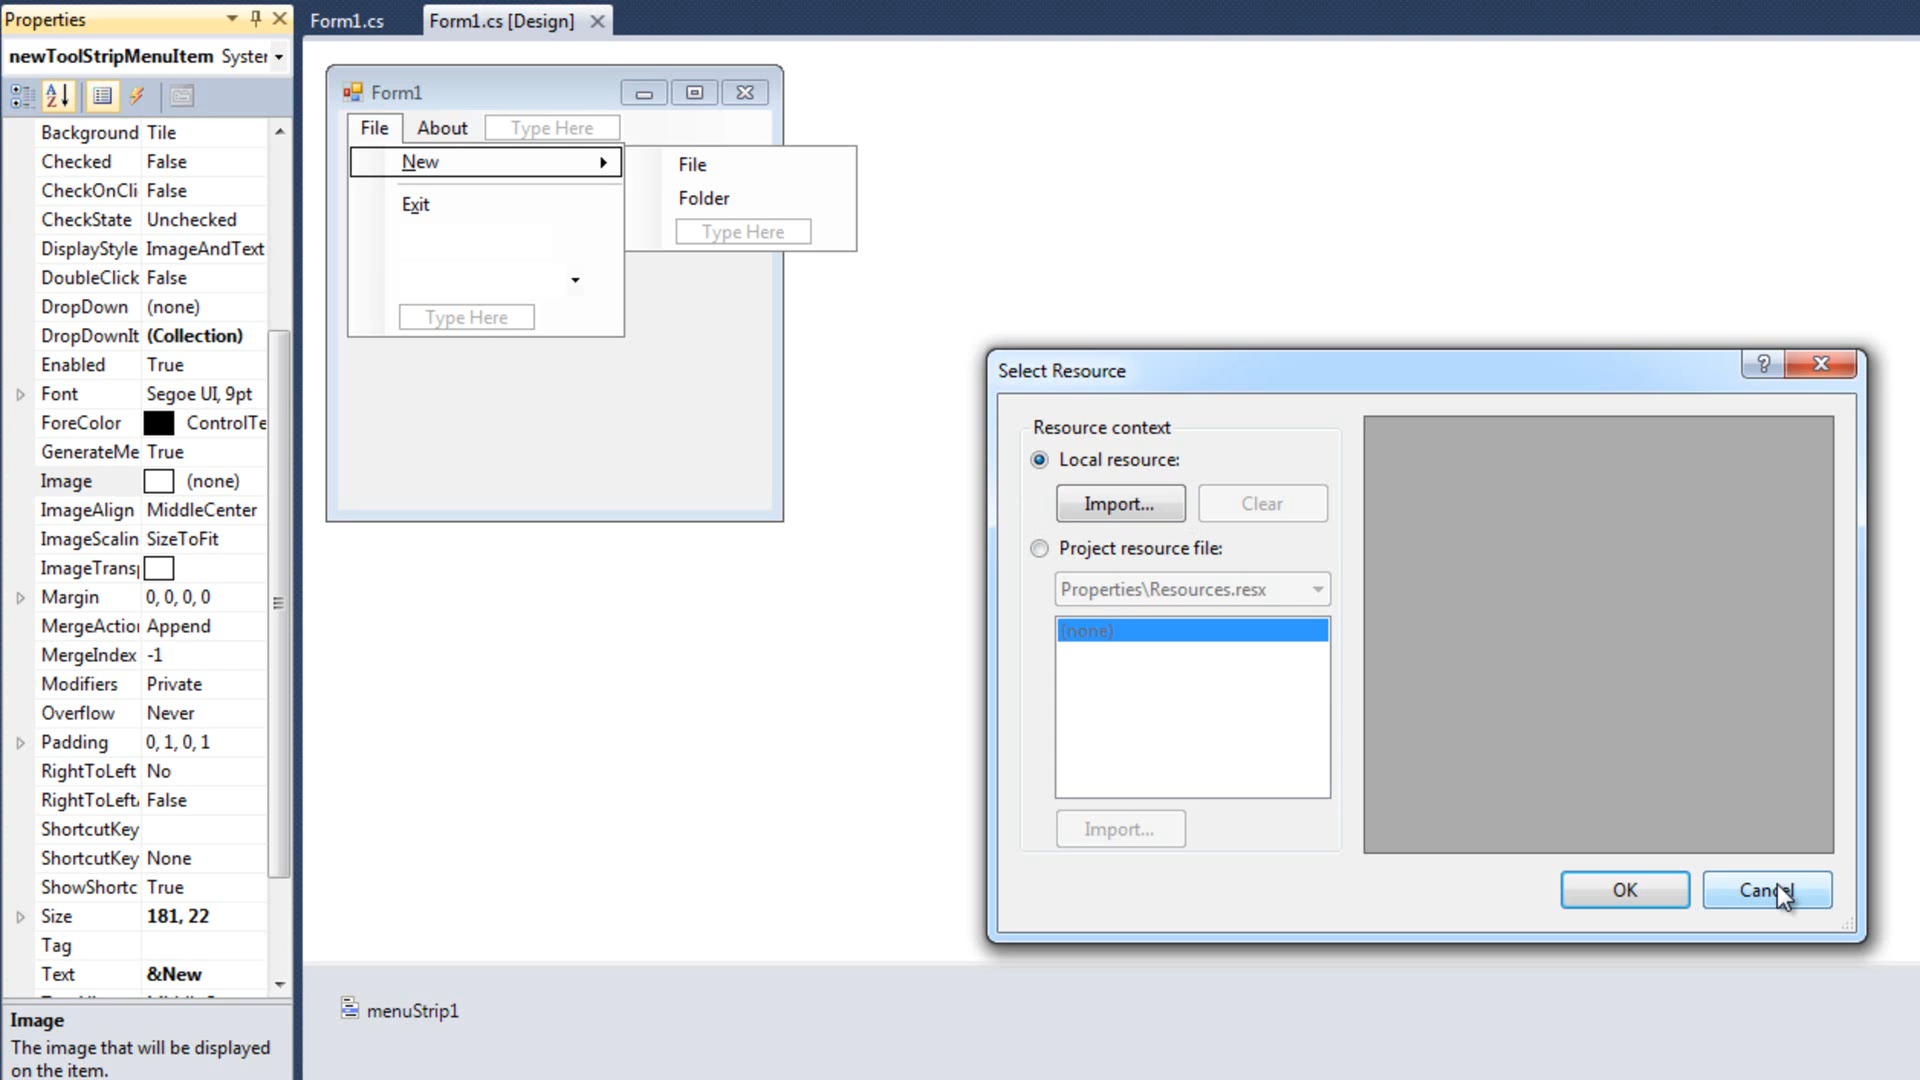 Properties
newToolStripMenuItem Syster
Background Tile
Checked False
CheckOnCli False
CheckState Unchecked
DisplayStyle ImageAndText
DoubleClick False
DropDown (none)
DropDownIt (Collection)
Enabled True
Font Segoe UI, 9pt
ForeColor ControlTe
GenerateMe True
Image (none)
ImageAlign MiddleCenter
ImageScalin SizeToFit
ImageTransp
Margin 0, 0, 0, 0
MergeAction Append
MergeIndex -1
Modifiers Private
Overflow Never
Padding 0, 1, 0, 1
RightToLeft No
RightToLeftA False
ShortcutKey
ShortcutKey None
ShowShortc True
Size 181, 22
Tag
Text &New
Image
The image that will be displayed
on the item.
Form1.cs
Form1.cs [Design]
Form1
File About Type Here
New
Exit
Type Here
File
Folder
Type Here
menuStrip1
Select Resource
Resource context
Local resource:
Import... Clear
Project resource file:
Properties\Resources.resx
(none)
Import...
OK Cancel